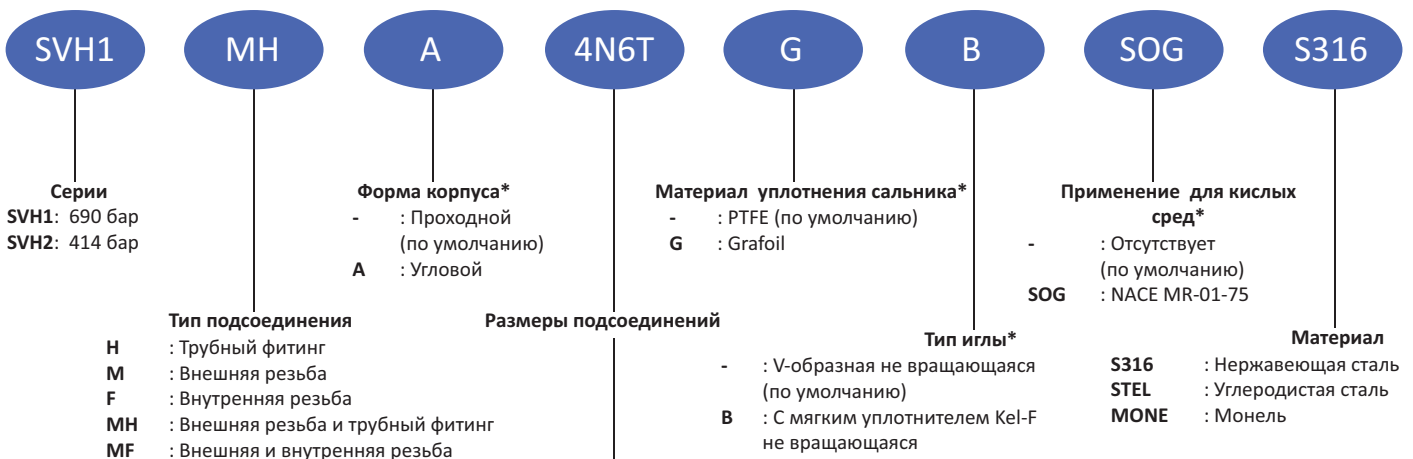 SVH1 MH A 4N6T G B SOG S316
Серии
SVH1: 690 бар
SVH2: 414 бар
Форма корпуса*
- : Проходной
(по умолчанию)
A : Угловой
Материал уплотнения сальника*
- : PTFE (по умолчанию)
G : Grafoil
Применение для кислых
сред*
- : Отсутствует
(по умолчанию)
SOG : NACE MR-01-75
Тип подсоединения
H : Трубный фитинг
M : Внешняя резьба
F : Внутренняя резьба
MH : Внешняя резьба и трубный фитинг
MF : Внешняя и внутренняя резьба
Размеры подсоединений
Тип иглы*
- : V-образная не вращающаяся
(по умолчанию)
B : С мягким уплотнителем Kel-F
не вращающаяся
Материал
S316 : Нержавеющая сталь
STEL : Углеродистая сталь
MONE : Монель